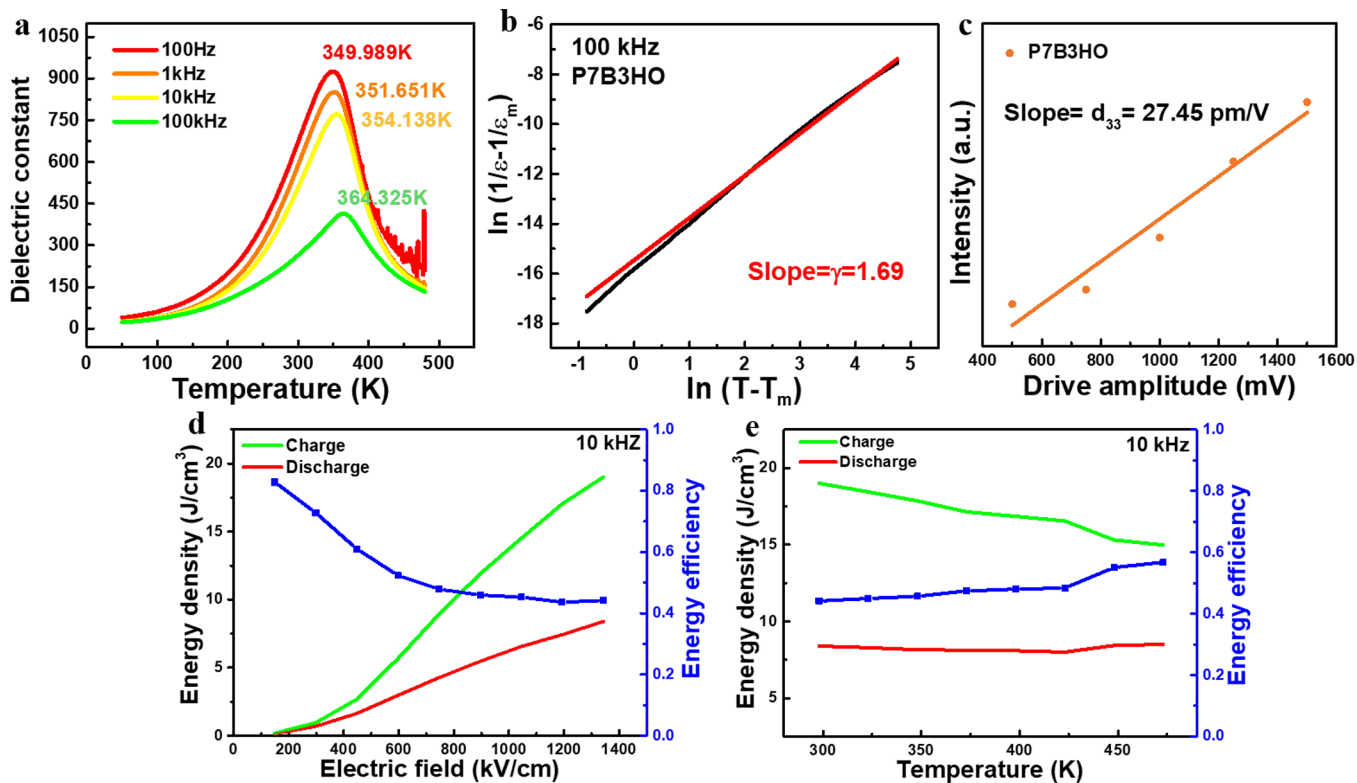 a
1050
900
750
600
450
300
150
0
Dielectric constant
100Hz
1kHz
10kHz
100kHz
349.989K
351.651K
354.138K
364.325K
0 100 200 300 400 500
Temperature (K)
b
-6
-8
-10
-12
-14
-16
-18
ln (1/ε-1/εm)
100 kHz
P7B3HO
Slope=γ=1.69
-1 0 1 2 3 4 5
ln (T-Tm)
c
Intensity (a.u.)
P7B3HO
Slope= d33= 27.45 pm/V
400 600 800 1000 1200 1400 1600
Drive amplitude (mV)
d
20
15
10
5
0
Energy density (J/cm3)
Charge
Discharge
10 kHZ
1.0
0.8
0.6
0.4
0.2
0.0
Energy efficiency
0 200 400 600 800 1000 1200 1400
Electric field (kV/cm)
e
20
15
10
5
Energy density (J/cm3)
Charge
Discharge
10 kHz
1.0
0.8
0.6
0.4
0.2
0.0
Energy efficiency
300 350 400 450
Temperature (K)